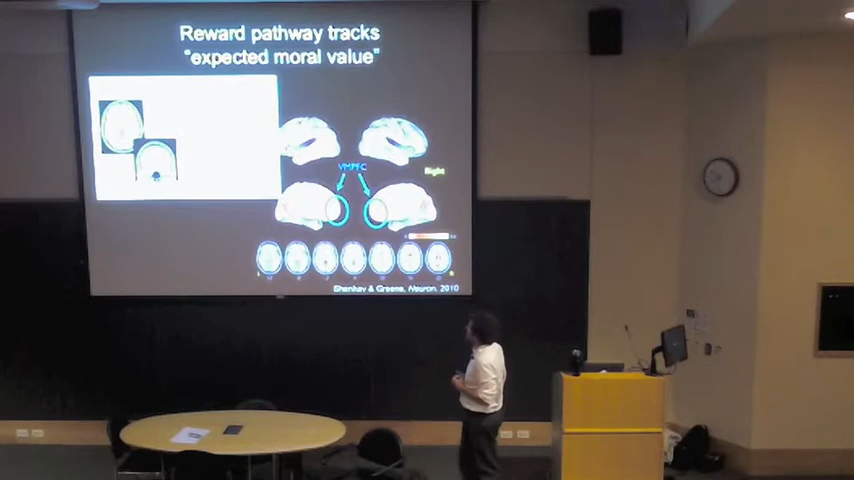 Reward pathway tracks
"expected moral value"
VMPFC
Right
Shenhav & Greene, Neuron, 2010